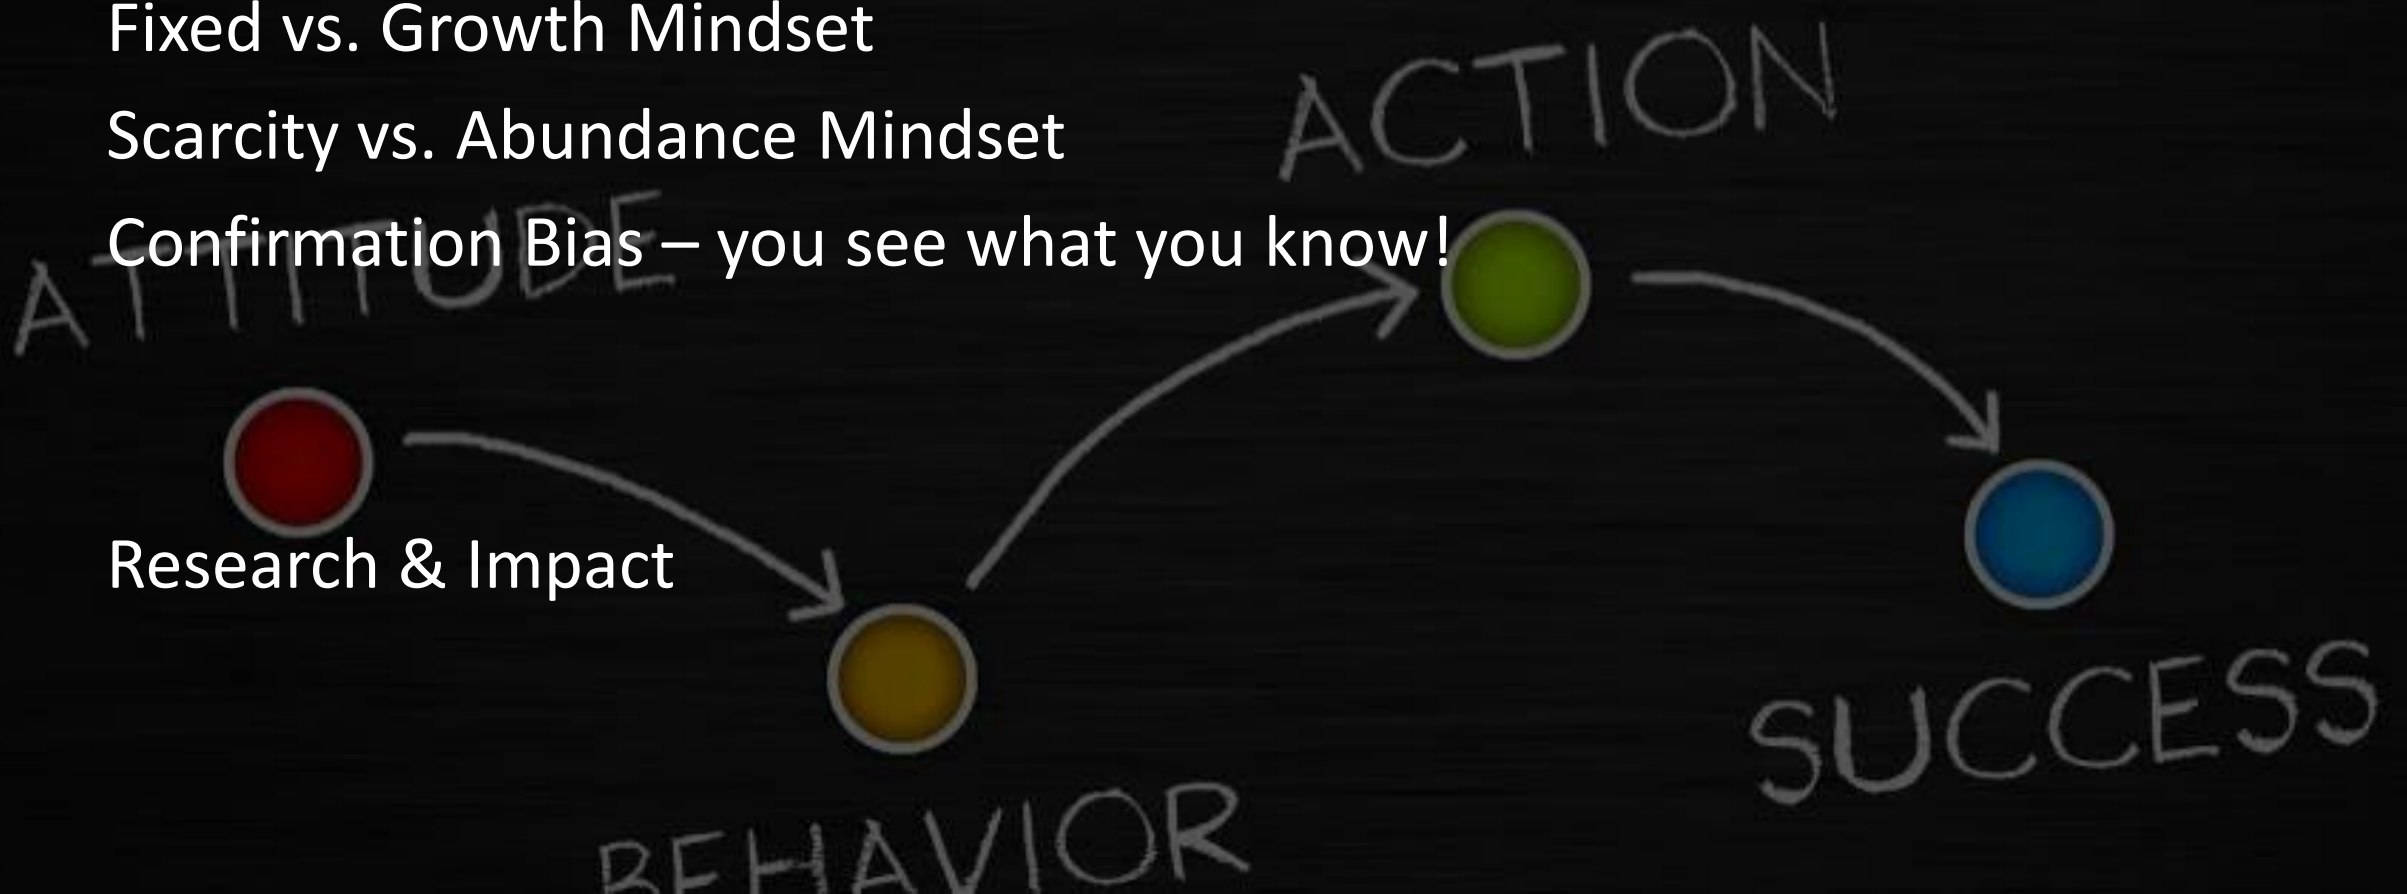 Fixed vs. Growth Mindset
ACTION
Scarcity vs. Abundance Mindset
ATTITUDE
Confirmation Bias – you see what you know!
Research & Impact
SUCCESS
BEHAVIOR